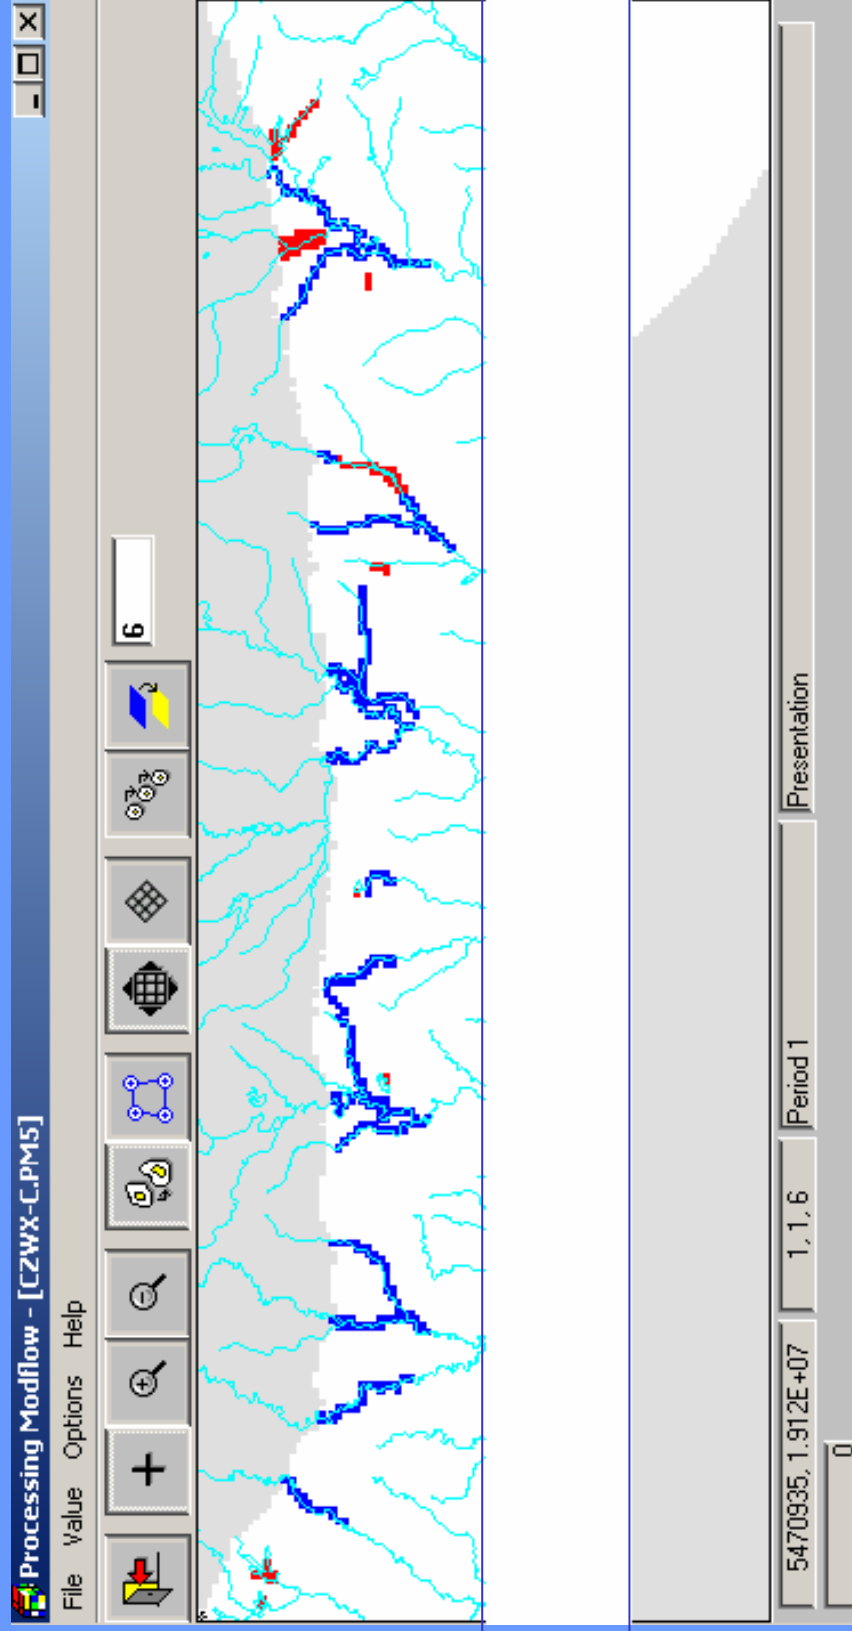 Processing Modflow - [CZWX-C.PM5]
File Value Options Help
6
5470935, 1.912E+07
1, 1, 6
Period 1
Presentation
0